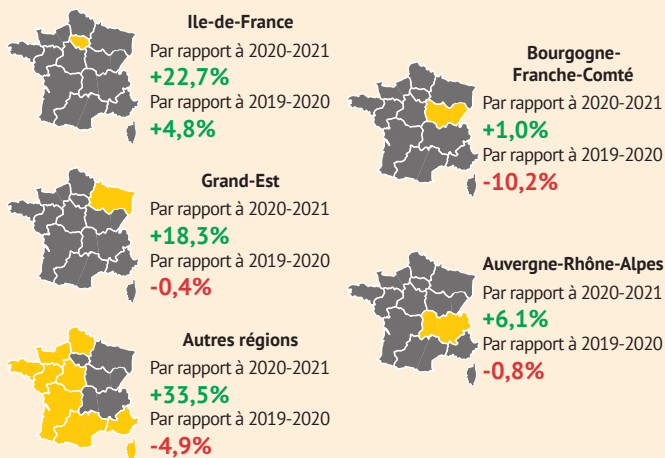 Ile-de-France
Par rapport à 2020-2021
+22,7%
Par rapport à 2019-2020
+4,8%
Grand-Est
Par rapport à 2020-2021
+18,3%
Par rapport à 2019-2020
-0,4%
Autres régions
Par rapport à 2020-2021
+33,5%
Par rapport à 2019-2020
-4,9%
Bourgogne-
Franche-Comté
Par rapport à 2020-2021
+1,0%
Par rapport à 2019-2020
-10,2%
Auvergne-Rhône-Alpes
Par rapport à 2020-2021
+6,1%
Par rapport à 2019-2020
-0,8%